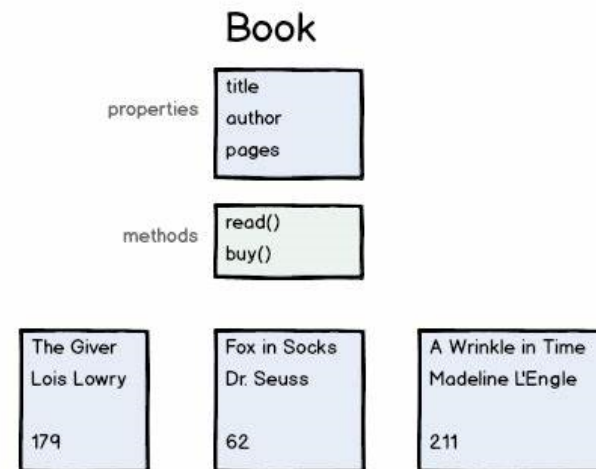 Book
properties
title
author
pages
methods
read()
buy()
The Giver
Lois Lowry
179
Fox in Socks
Dr. Seuss
62
A Wrinkle in Time
Madeline L'Engle
211